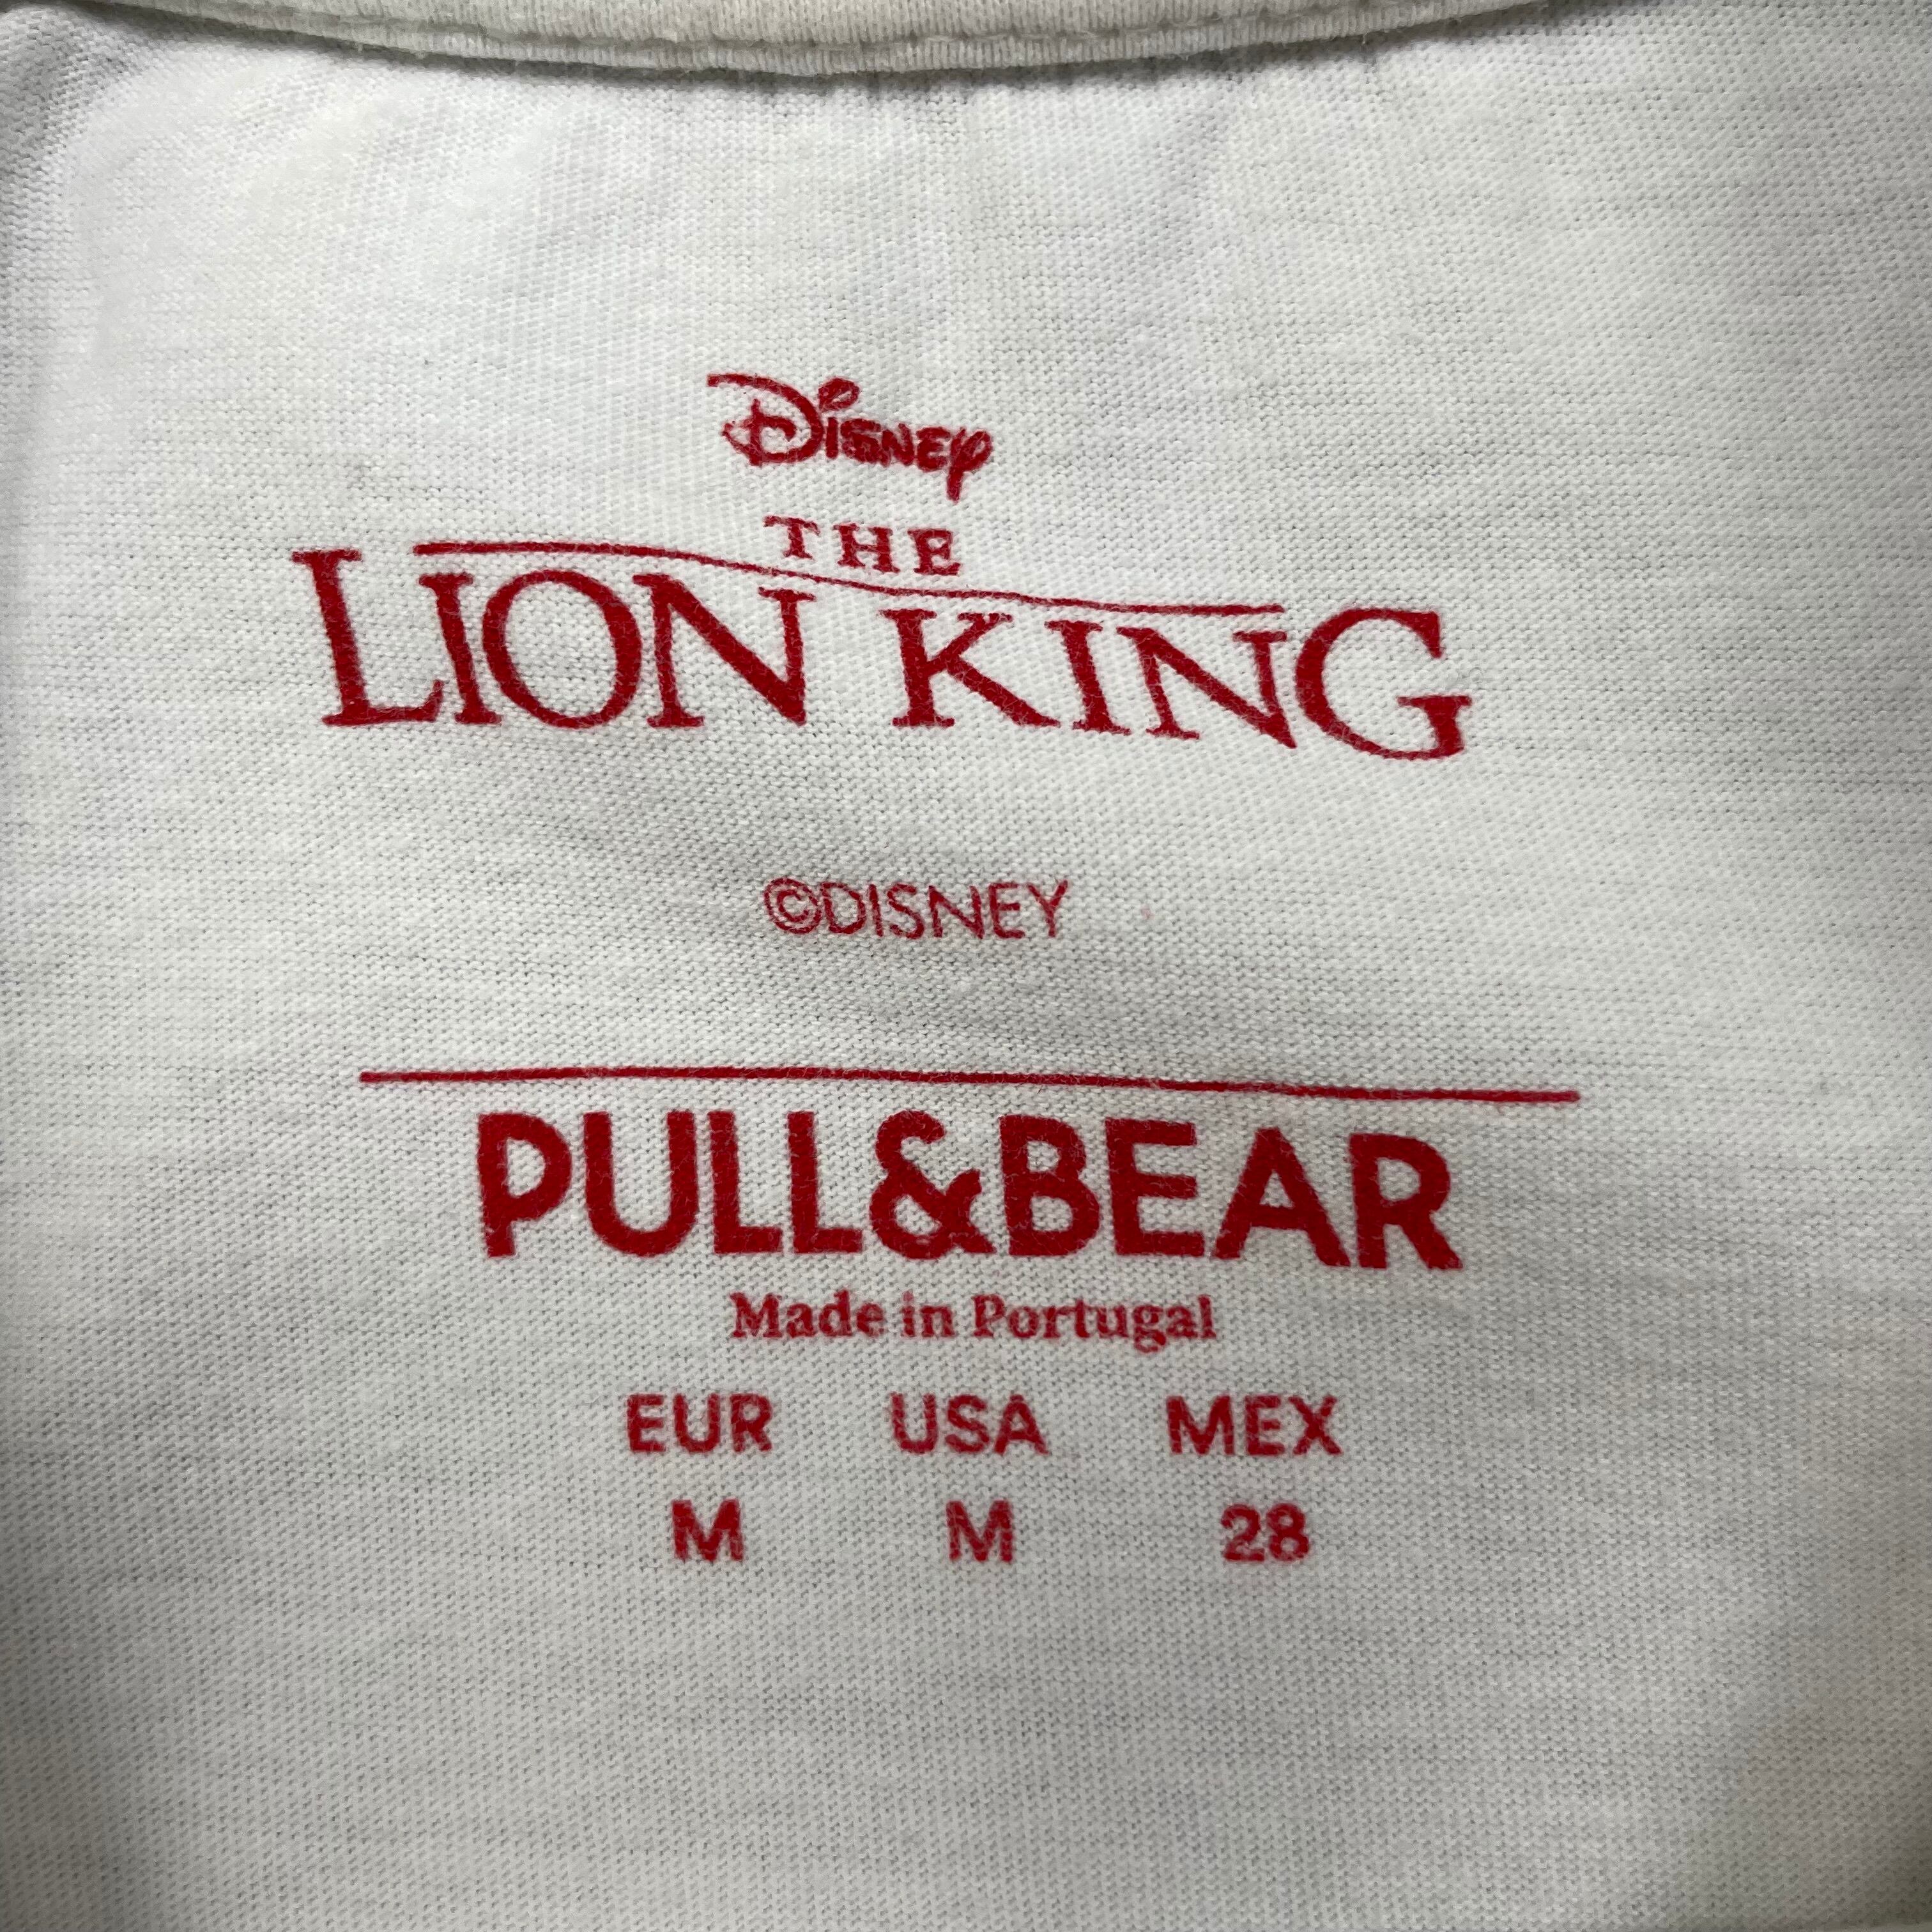 Disney
THE
LION KING
©DISNEY
PULL&BEAR
Made in Portugal
EUR USA MEX
M M 28